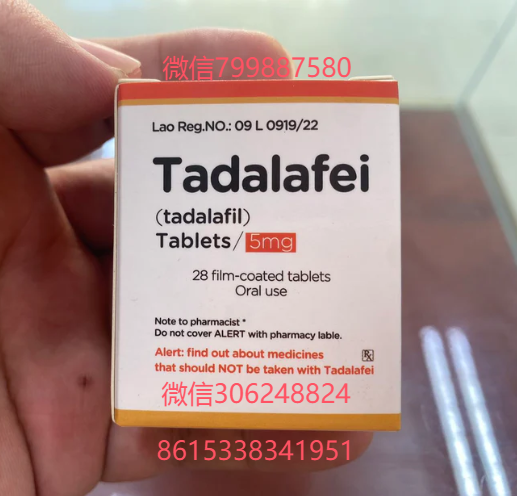 微信799887580
Lao Reg.NO.: 09 L 0919/22
Tadalafei
(tadalafil)
Tablets/5mg
28 film-coated tablets
Oral use
Note to pharmacist *
Do not cover ALERT with pharmacy lable.
Alert: find out about medicines
that should NOT be taken with Tadalafei
Rx
微信306248824
8615338341951